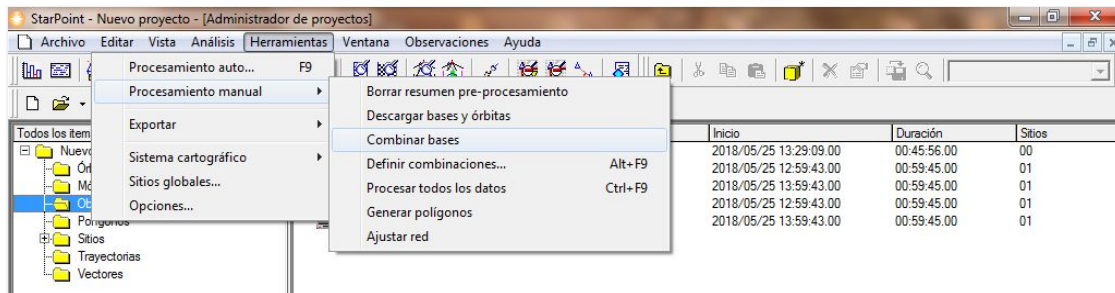 StarPoint - Nuevo proyecto - [Administrador de proyectos]
Archivo Editar Vista Análisis Herramientas Ventana Observaciones Ayuda
Procesamiento auto... F9
Procesamiento manual
Exportar
Sistema cartográfico
Sitios globales...
Opciones...
Borrar resumen pre-procesamiento
Descargar bases y órbitas
Combinar bases
Definir combinaciones... Alt+F9
Procesar todos los datos Ctrl+F9
Generar polígonos
Ajustar red
Todos los item
Nuevo
Sitios
Trayectorias
Vectores
Inicio Duración Sitios
2018/05/25 13:29:09.00 00:45:56.00 00
2018/05/25 12:59:43.00 00:59:45.00 01
2018/05/25 13:59:43.00 00:59:45.00 01
2018/05/25 12:59:43.00 00:59:45.00 01
2018/05/25 13:59:43.00 00:59:45.00 01